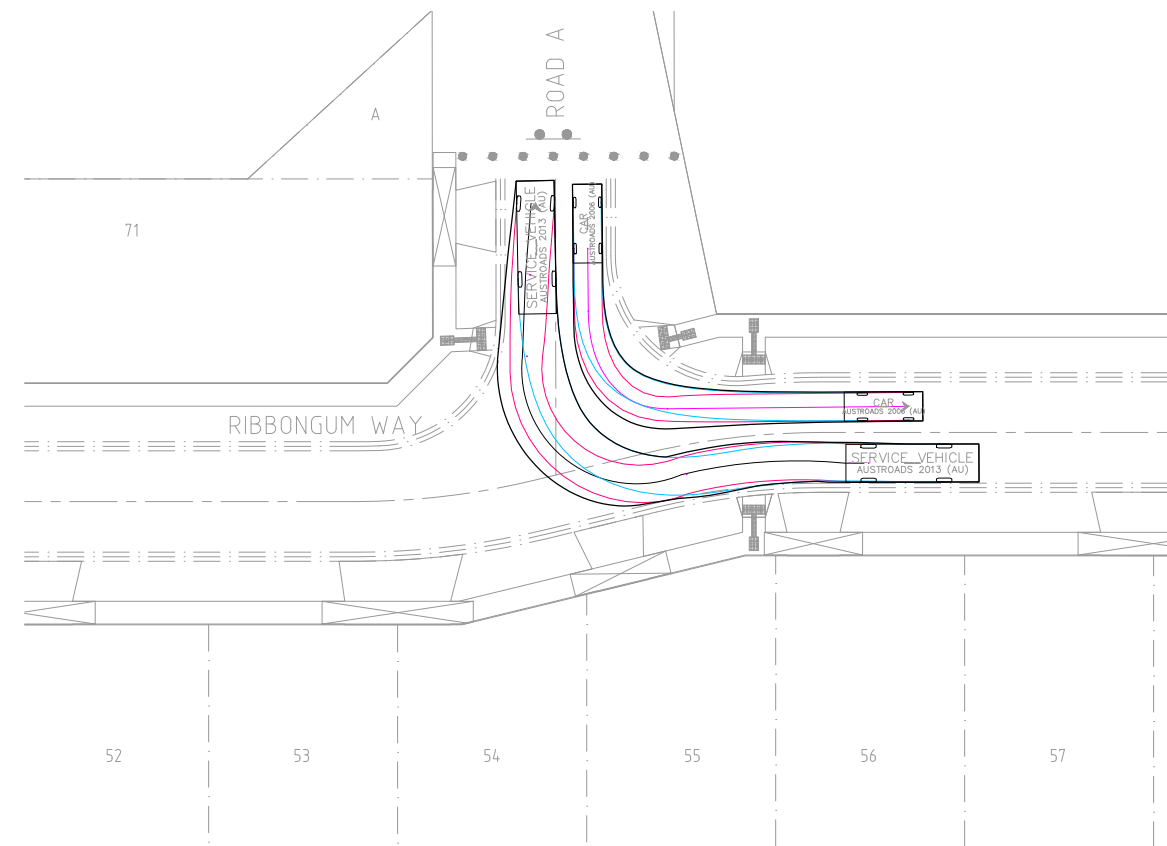 ROAD A
A
71
SERVICE VEHICLE
AUSTROADS 2013 (AU)
CAR
AUSTROADS 2006 (AU)
RIBBONGUM WAY
CAR
AUSTROADS 2006 (AU)
SERVICE VEHICLE
AUSTROADS 2013 (AU)
52
53
54
55
56
57